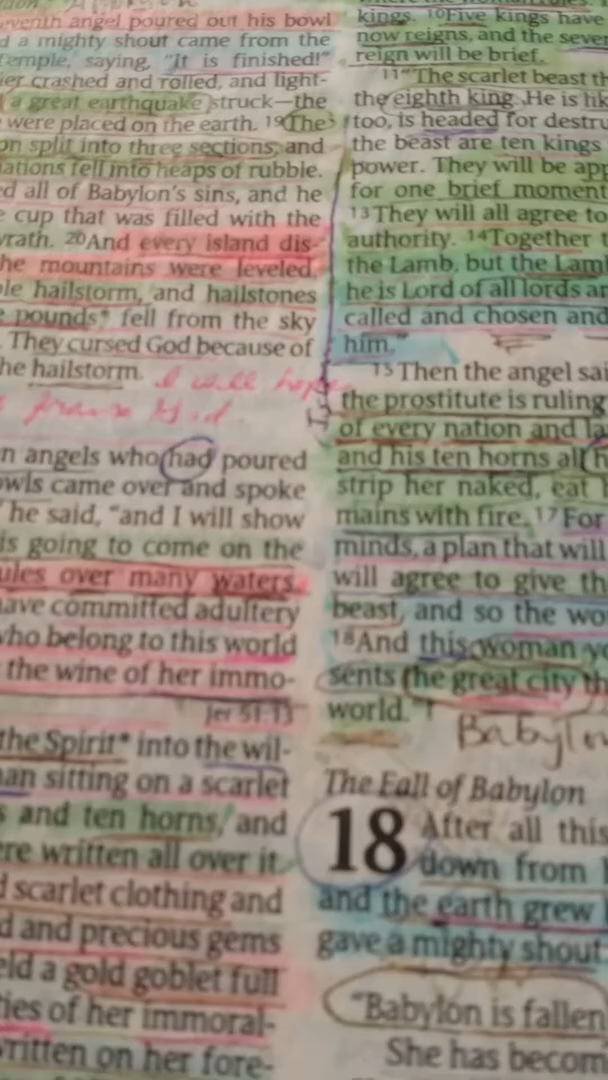 eventh angel poured out his bowl
d a mighty shout came from the
Temple, saying, "It is finished!"
er crashed and rolled, and light-
a great earthquake struck—the
were placed on the earth. 19The
on split into three sections, and
ations fell into heaps of rubble.
ed all of Babylon's sins, and he
e cup that was filled with the
wrath. 20And every island dis-
he mountains were leveled.
ble hailstorm, and hailstones
e pounds* fell from the sky
. They cursed God because of
he hailstorm.
I will hope
praise God.
n angels who had poured
owls came over and spoke
he said, "and I will show
is going to come on the
ules over many waters.
have committed adultery
who belong to this world
the wine of her immo-
Jer 51:13
the Spirit* into the wil-
an sitting on a scarlet
s and ten horns, and
ere written all over it.
d scarlet clothing and
d and precious gems
eld a gold goblet full
ties of her immoral-
written on her fore-
kings. 10Five kings have
now reigns, and the seve
reign will be brief.
11"The scarlet beast th
the eighth king. He is lik
too, is headed for destru
the beast are ten kings
power. They will be app
for one brief moment
13They will all agree to
authority. 14Together t
the Lamb, but the Lamb
he is Lord of all lords an
called and chosen and
him."
15Then the angel sai
the prostitute is ruling
of every nation and la
and his ten horns all h
strip her naked, eat h
mains with fire. 17For
minds, a plan that will
will agree to give th
beast, and so the wo
18And this woman yo
sents the great city th
world."
Babylon
The Fall of Babylon
18 After all this
down from h
and the earth grew b
gave a mighty shout
"Babylon is fallen
She has becom